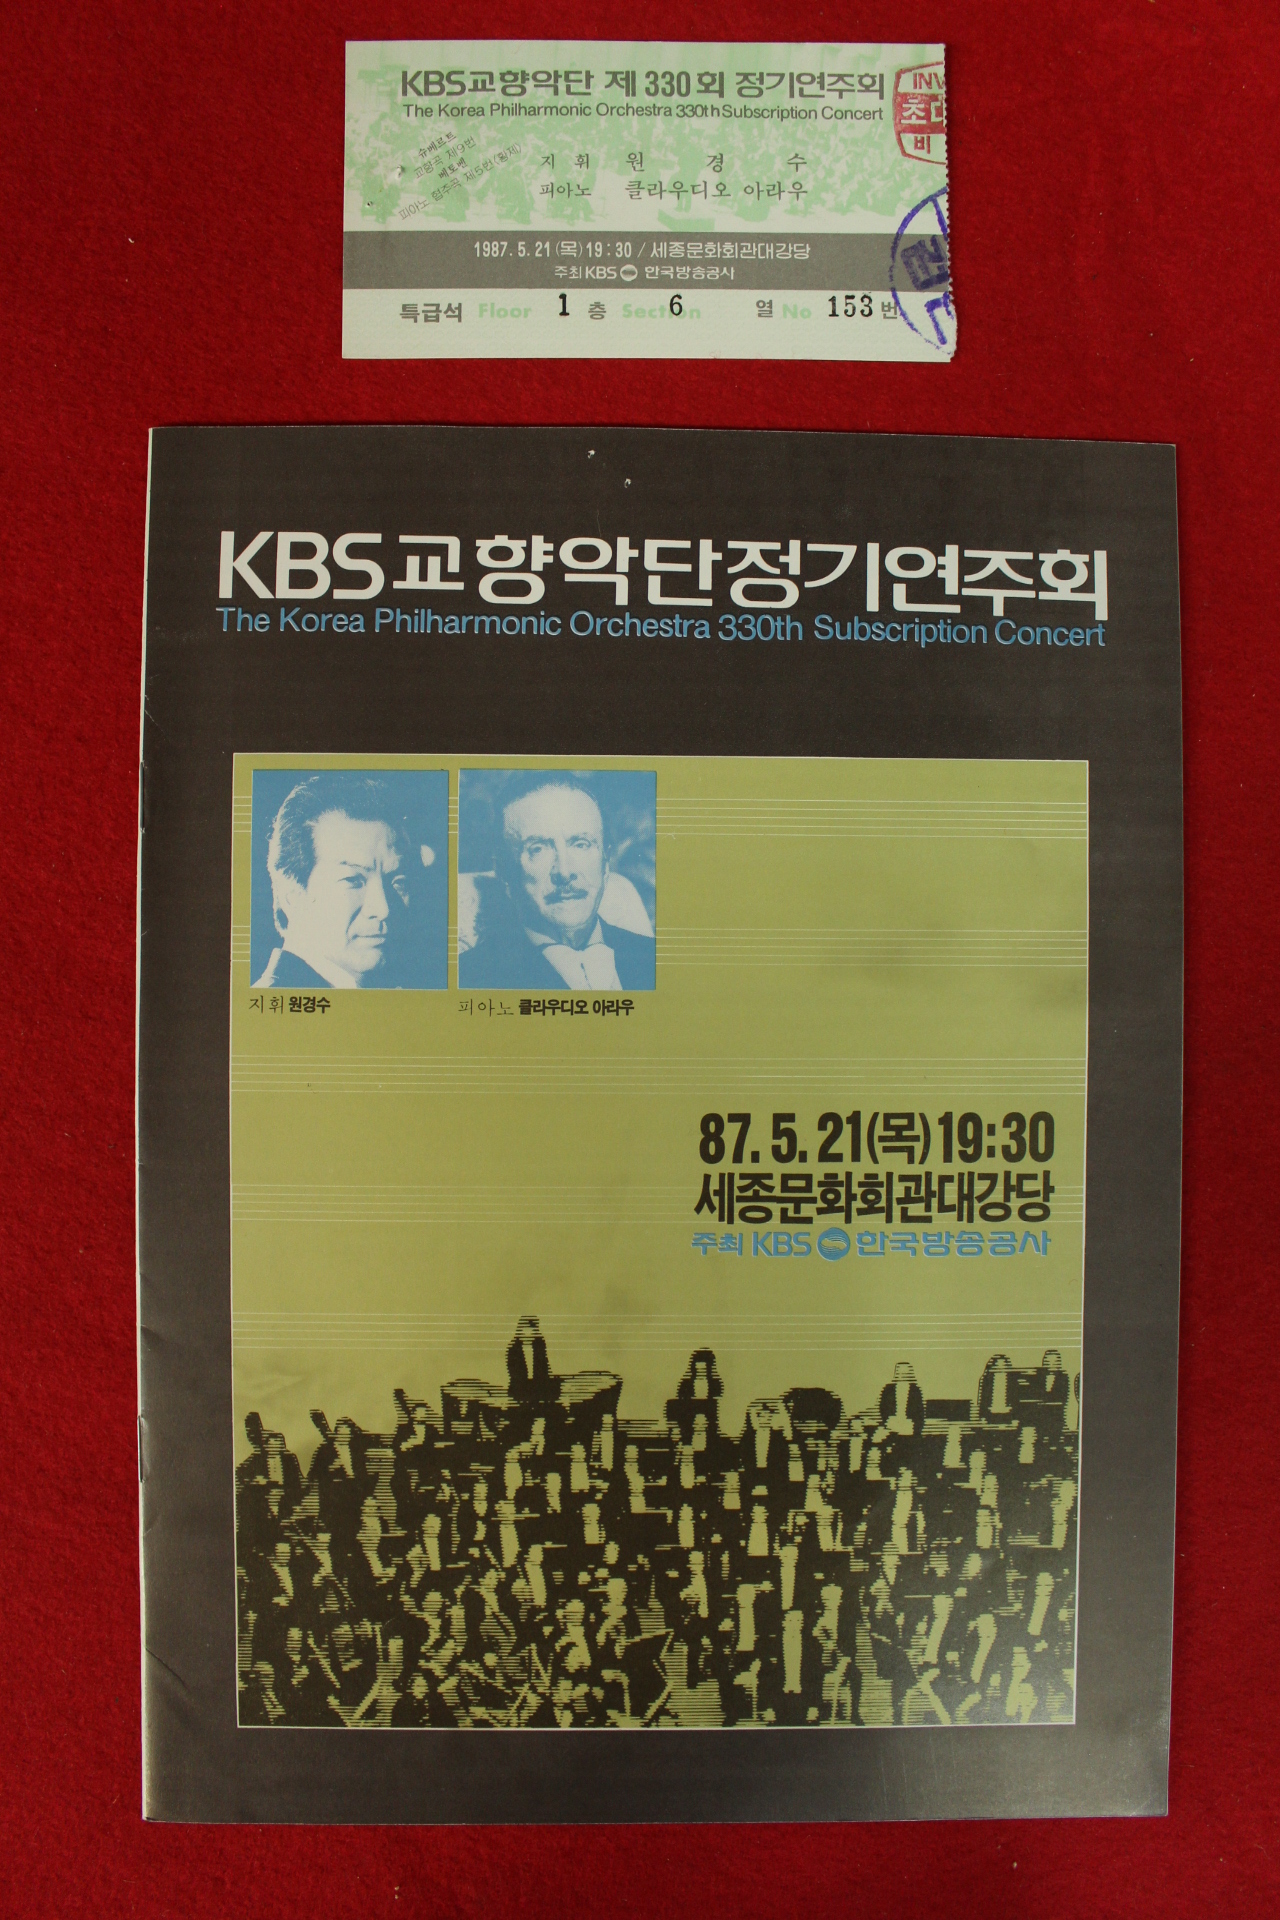 KBS교향악단 제330회 정기연주회
The Korea Philharmonic Orchestra 330th Subscription Concert
INV
초대
비
슈베르트
교향곡 제9번
베토벤
피아노 협주곡 제5번(황제)
지 휘 원 경 수
피아노 클라우디오 아라우
1987. 5. 21 (목) 19:30 / 세종문화회관대강당
주최 KBS 한국방송공사
특급석 Floor 1 층 Section 6 열 No 153 번
KBS교향악단정기연주회
The Korea Philharmonic Orchestra 330th Subscription Concert
지휘 원경수
피아노 클라우디오 아라우
87. 5. 21(목) 19:30
세종문화회관대강당
주최 KBS 한국방송공사